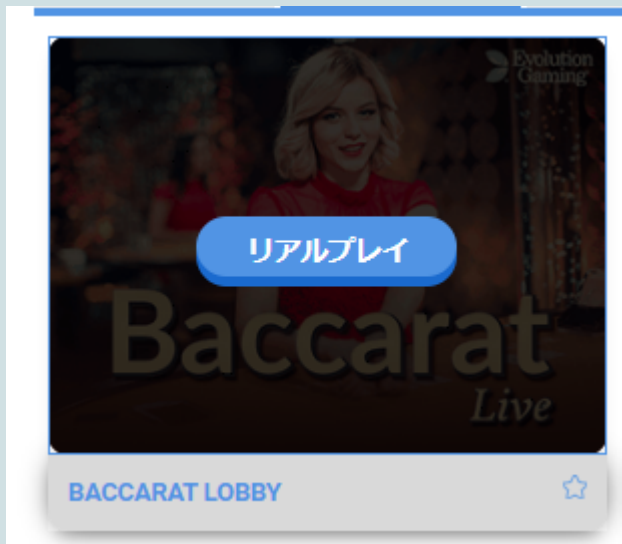 Evolution
Gaming
リアルプレイ
Baccarat
Live
BACCARAT LOBBY